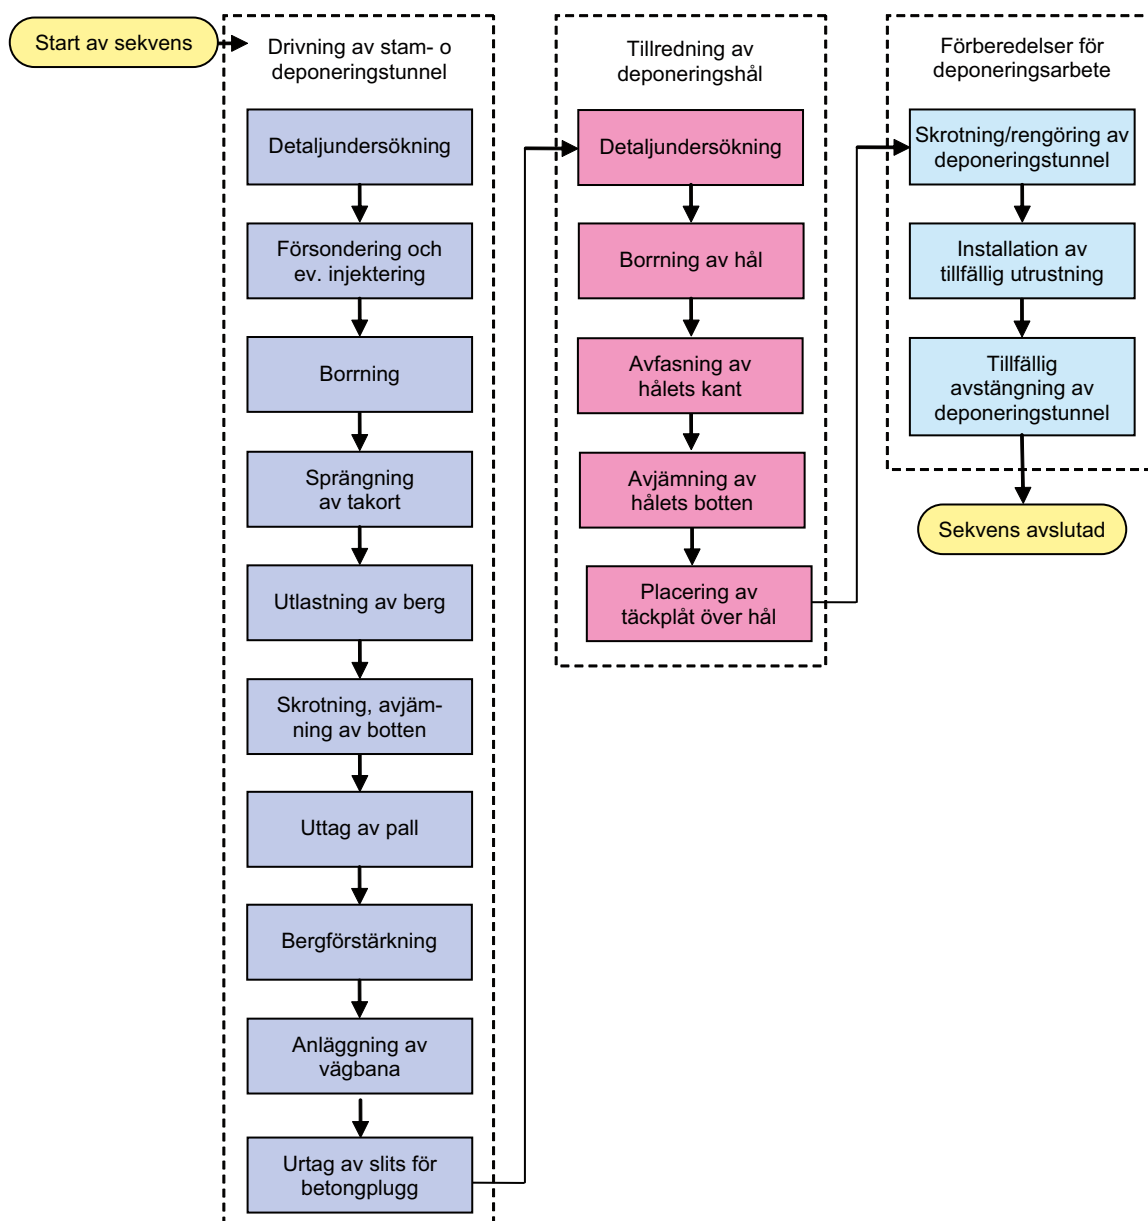 Start av sekvens
Drivning av stam- o
deponeringstunnel
Detaljundersökning
Försondering och
ev. injektering
Borrning
Sprängning
av takort
Utlastning av berg
Skrotning, avjäm-
ning av botten
Uttag av pall
Bergförstärkning
Anläggning av
vägbana
Urtag av slits för
betongplugg
Tillredning av
deponeringshål
Detaljundersökning
Borrning av hål
Avfasning av
hålets kant
Avjämning av
hålets botten
Placering av
täckplåt över hål
Förberedelser för
deponeringsarbete
Skrotning/rengöring av
deponeringstunnel
Installation av
tillfällig utrustning
Tillfällig
avstängning av
deponeringstunnel
Sekvens avslutad